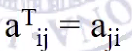 aᵀᵢⱼ = aⱼᵢ